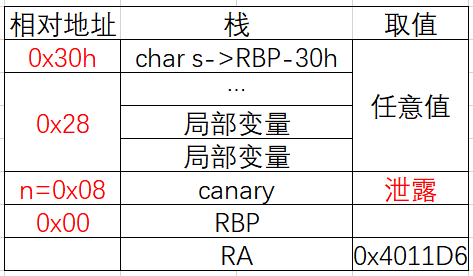 相对地址 栈 取值
0x30h char s->RBP-30h 任意值
0x28 ...
局部变量
局部变量
n=0x08 canary 泄露
0x00 RBP
RA 0x4011D6